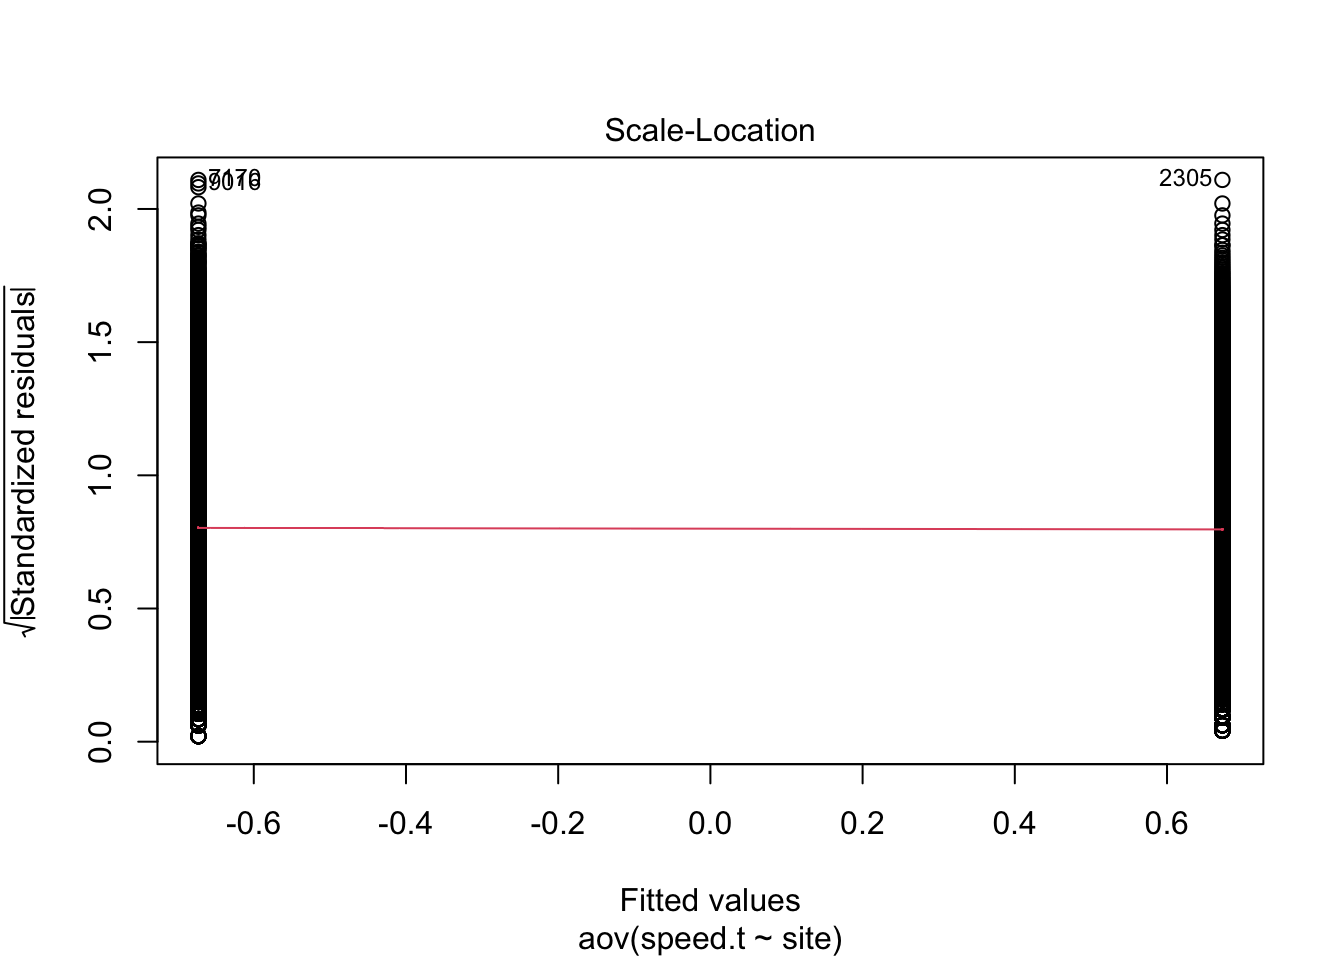 Scale-Location
2305
2.0
1.5
1.0
0.5
0.0
√|Standardized residuals|
-0.6 -0.4 -0.2 0.0 0.2 0.4 0.6
Fitted values
aov(speed.t ~ site)